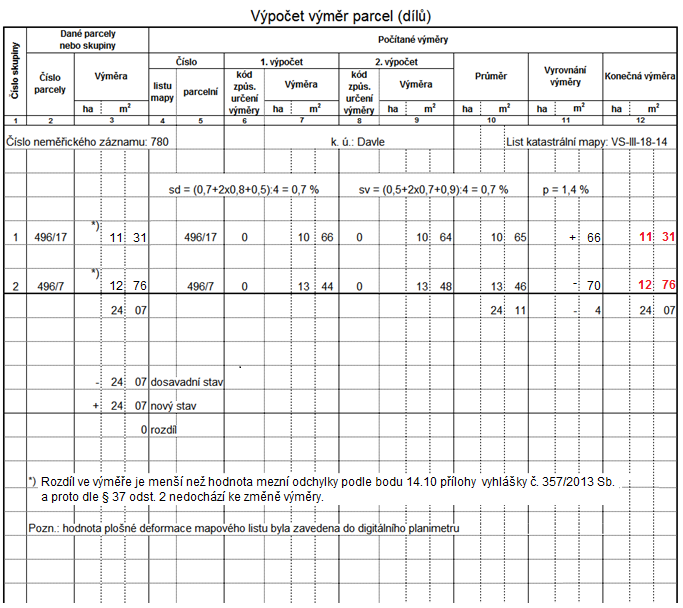 Výpočet výměr parcel (dílů)
Číslo skupiny
Dané parcely
nebo skupiny
Počítané výměry
Číslo
parcely
Výměra
Číslo
1. výpočet
2. výpočet
Průměr
Vyrovnání
výměry
Konečná výměra
listu
mapy
parcelní
kód
způs.
určení
výměry
Výměra
kód
způs.
určení
výměry
Výměra
ha m² ha m² ha m² ha m² ha m² ha m²
1 2 3 4 5 6 7 8 9 10 11 12
Číslo neměřického záznamu: 780 k. ú.: Davle List katastrální mapy: VS-III-18-14
sd = (0,7+2x0,8+0,5):4 = 0,7 % sv = (0,5+2x0,7+0,9):4 = 0,7 % p = 1,4 %
1 496/17 *) 11 31 496/17 0 10 66 0 10 64 10 65 + 66 11 31
2 496/7 *) 12 76 496/7 0 13 44 0 13 48 13 46 - 70 12 76
24 07 24 11 - 4 24 07
- 24 07 dosavadní stav
+ 24 07 nový stav
0 rozdíl
*) Rozdíl ve výměře je menší než hodnota mezní odchylky podle bodu 14.10 přílohy vyhlášky č. 357/2013 Sb.
a proto dle § 37 odst. 2 nedochází ke změně výměry.
Pozn.: hodnota plošné deformace mapového listu byla zavedena do digitálního planimetru